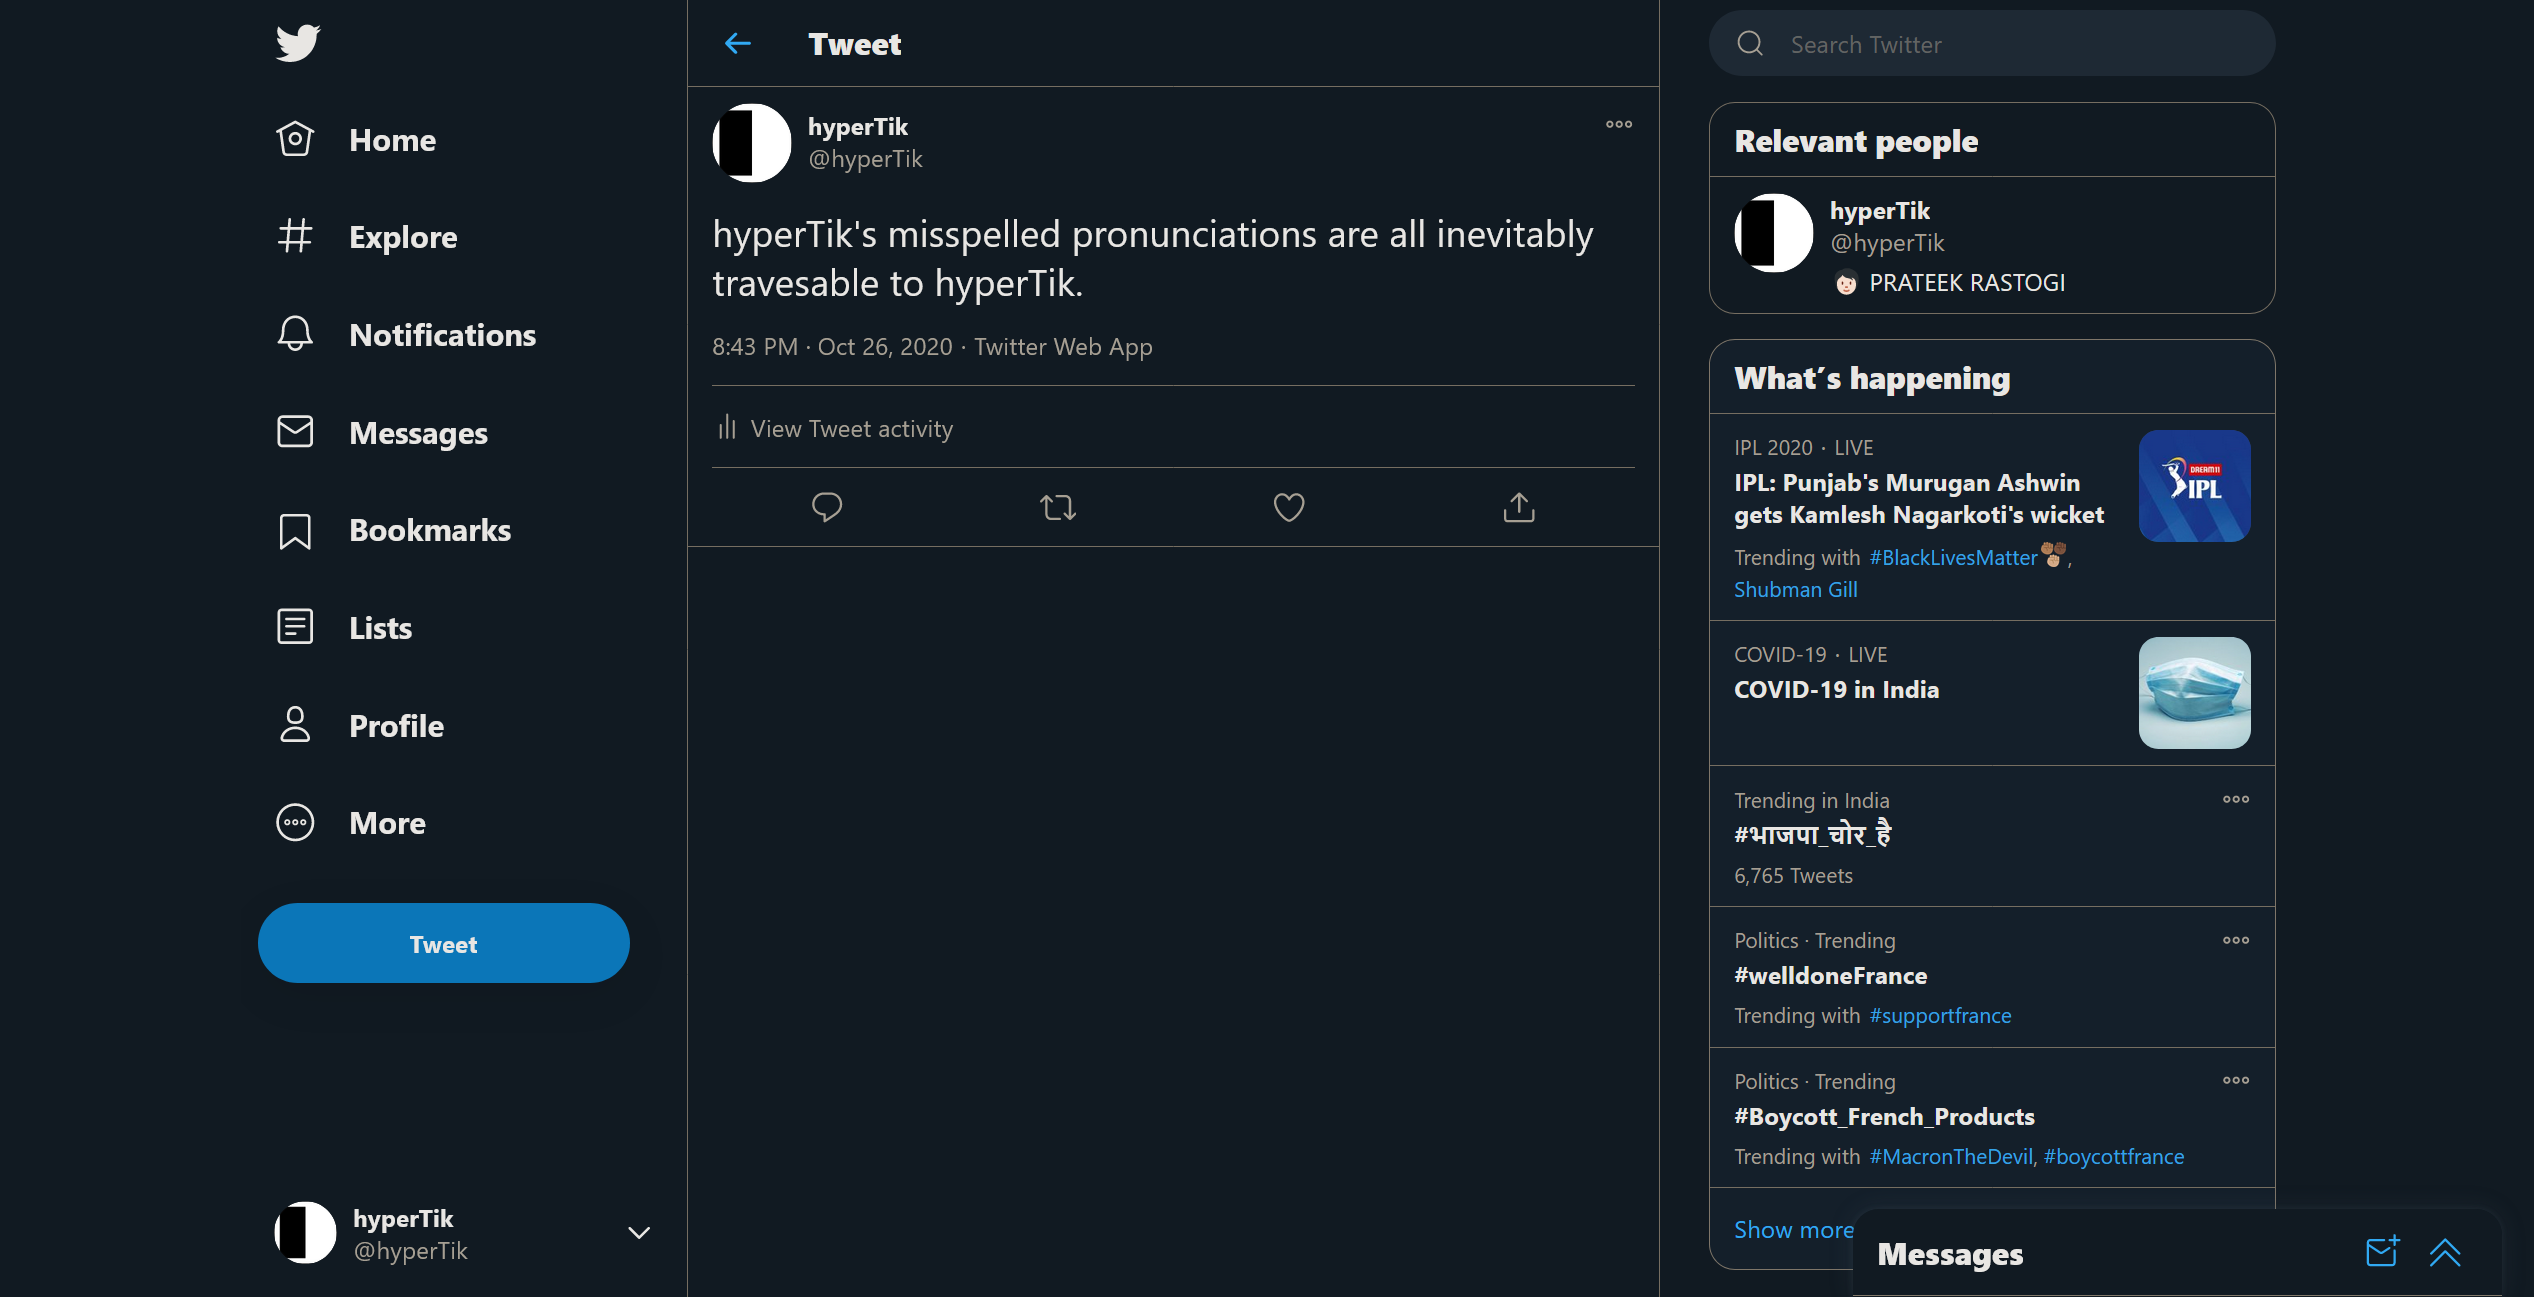 Home
Explore
Notifications
Messages
Bookmarks
Lists
Profile
More
Tweet
hyperTik
@hyperTik
Tweet
hyperTik
@hyperTik
hyperTik's misspelled pronunciations are all inevitably
travesable to hyperTik.
8:43 PM · Oct 26, 2020 · Twitter Web App
View Tweet activity
Search Twitter
Relevant people
hyperTik
@hyperTik
PRATEEK RASTOGI
What's happening
IPL 2020 · LIVE
IPL: Punjab's Murugan Ashwin
gets Kamlesh Nagarkoti's wicket
Trending with #BlackLivesMatter,
Shubman Gill
DREAM11
IPL
COVID-19 · LIVE
COVID-19 in India
Trending in India
#भाजपा_चोर_है
6,765 Tweets
Politics · Trending
#welldoneFrance
Trending with #supportfrance
Politics · Trending
#Boycott_French_Products
Trending with #MacronTheDevil, #boycottfrance
Show more
Messages